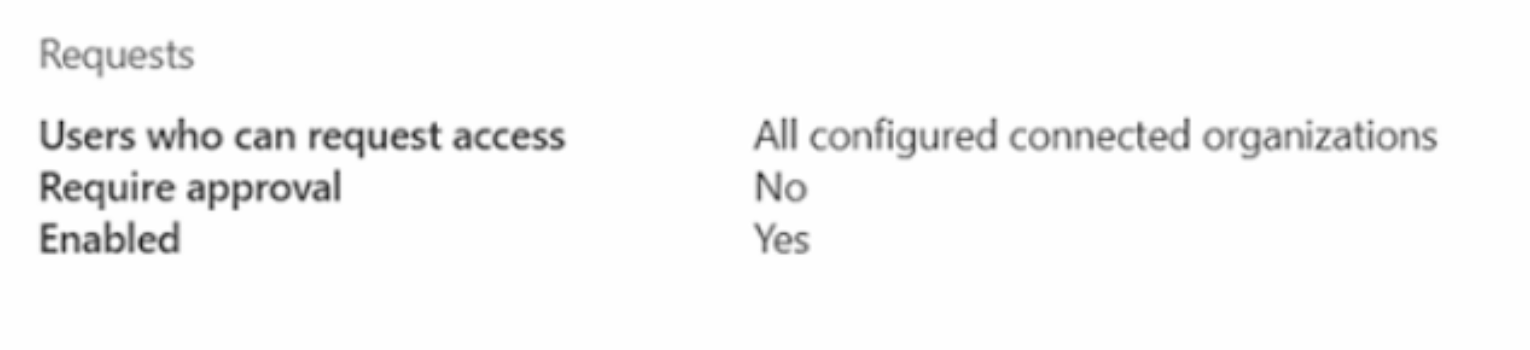 Requests
Users who can request access All configured connected organizations
Require approval No
Enabled Yes